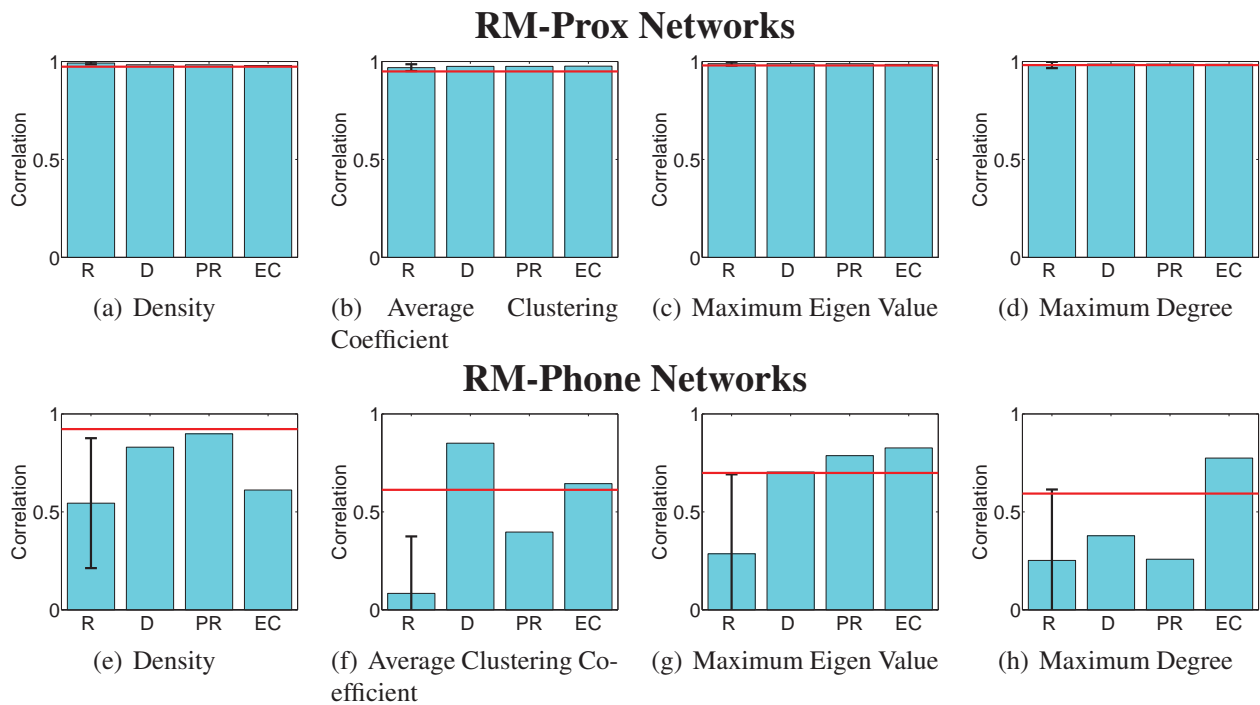 RM-Prox Networks
1
0.5
0
Correlation
R D PR EC
(a) Density
1
0.5
0
Correlation
R D PR EC
(b) Average Clustering
Coefficient
1
0.5
0
Correlation
R D PR EC
(c) Maximum Eigen Value
1
0.5
0
Correlation
R D PR EC
(d) Maximum Degree
RM-Phone Networks
1
0.5
0
Correlation
R D PR EC
(e) Density
1
0.5
0
Correlation
R D PR EC
(f) Average Clustering Co-
efficient
1
0.5
0
Correlation
R D PR EC
(g) Maximum Eigen Value
1
0.5
0
Correlation
R D PR EC
(h) Maximum Degree